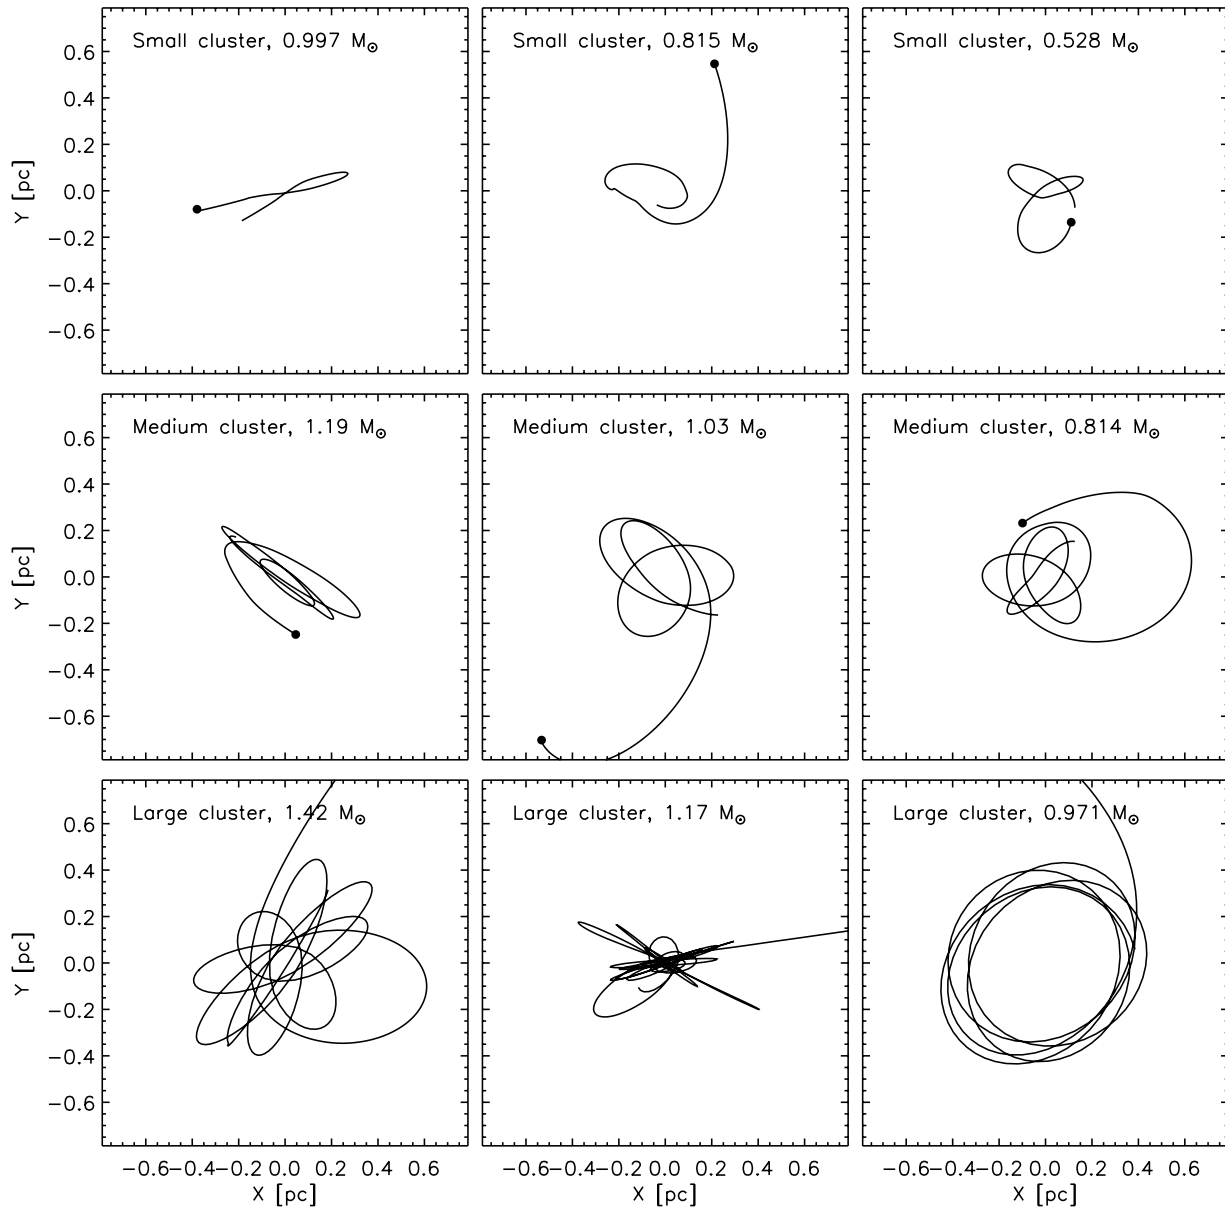 Small cluster, 0.997 M⊙
Small cluster, 0.815 M⊙
Small cluster, 0.528 M⊙
0.6
0.4
0.2
0.0
−0.2
−0.4
−0.6
Y [pc]
Medium cluster, 1.19 M⊙
Medium cluster, 1.03 M⊙
Medium cluster, 0.814 M⊙
0.6
0.4
0.2
0.0
−0.2
−0.4
−0.6
Y [pc]
Large cluster, 1.42 M⊙
Large cluster, 1.17 M⊙
Large cluster, 0.971 M⊙
0.6
0.4
0.2
0.0
−0.2
−0.4
−0.6
Y [pc]
−0.6−0.4−0.2 0.0 0.2 0.4 0.6
−0.6−0.4−0.2 0.0 0.2 0.4 0.6
−0.6−0.4−0.2 0.0 0.2 0.4 0.6
X [pc]
X [pc]
X [pc]